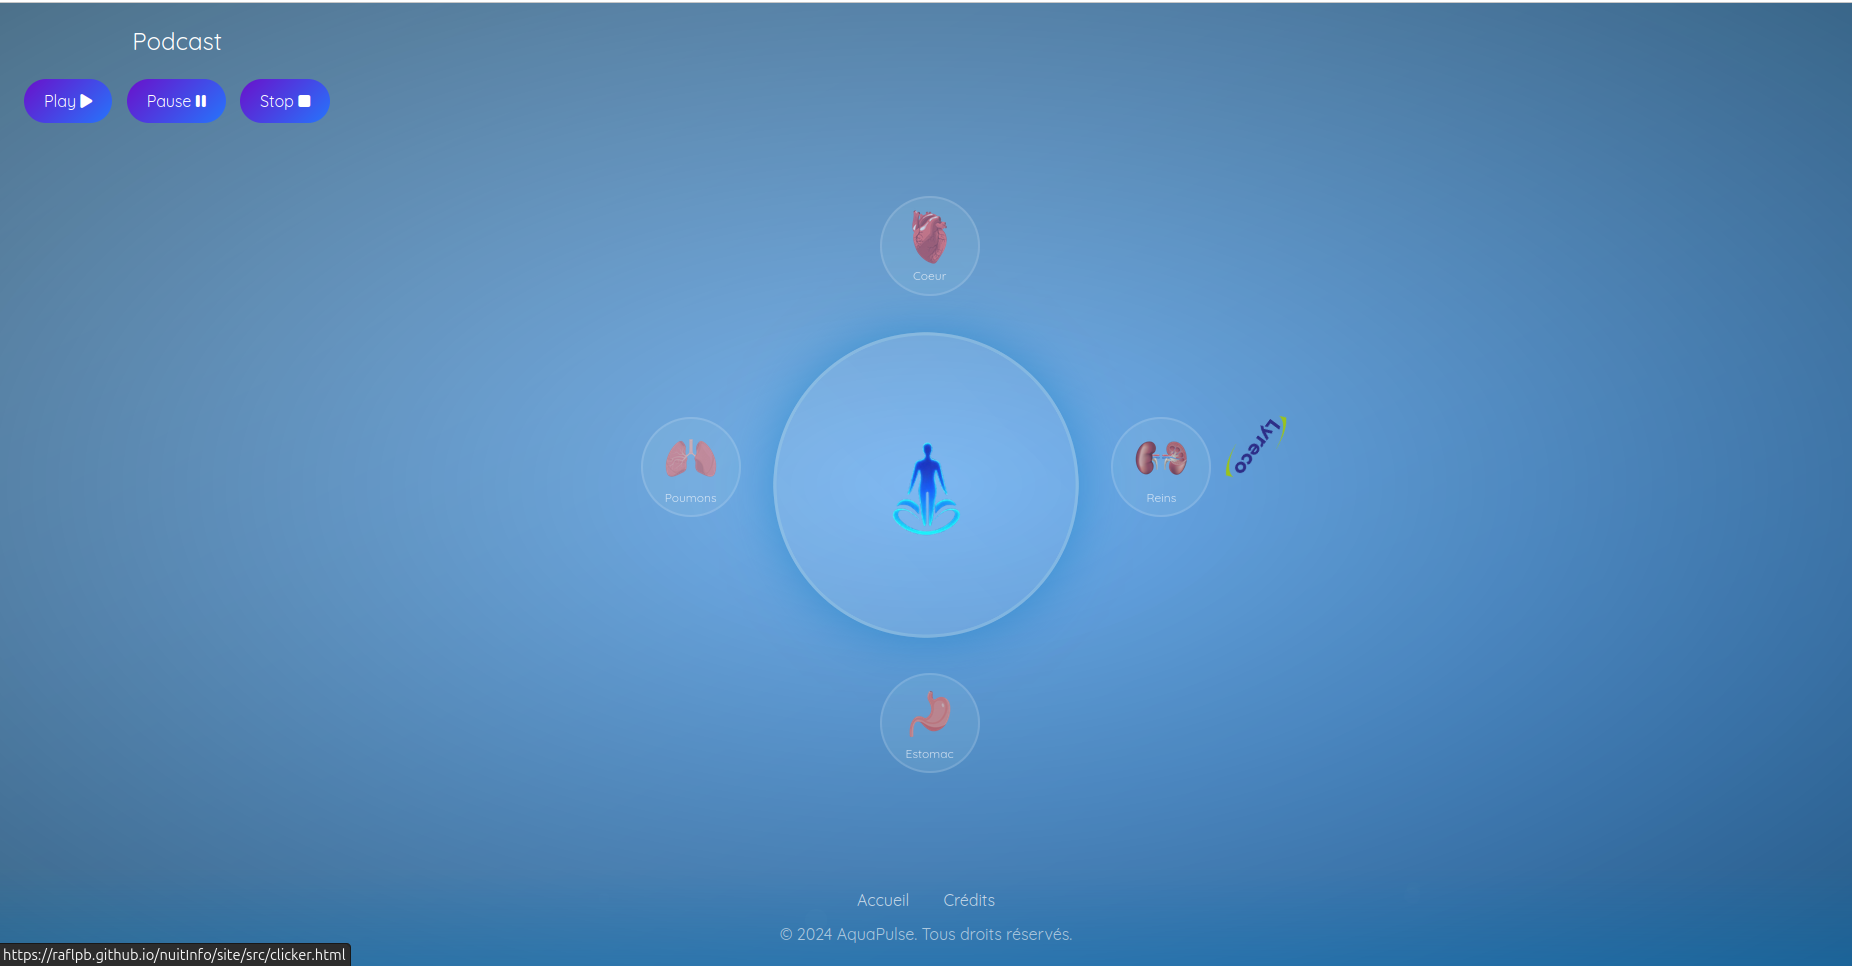 Podcast
Play
Pause
Stop
Coeur
Poumons
Reins
Lyreco
Estomac
Accueil
Crédits
© 2024 AquaPulse. Tous droits réservés.
https://raflpb.github.io/nuitInfo/site/src/clicker.html